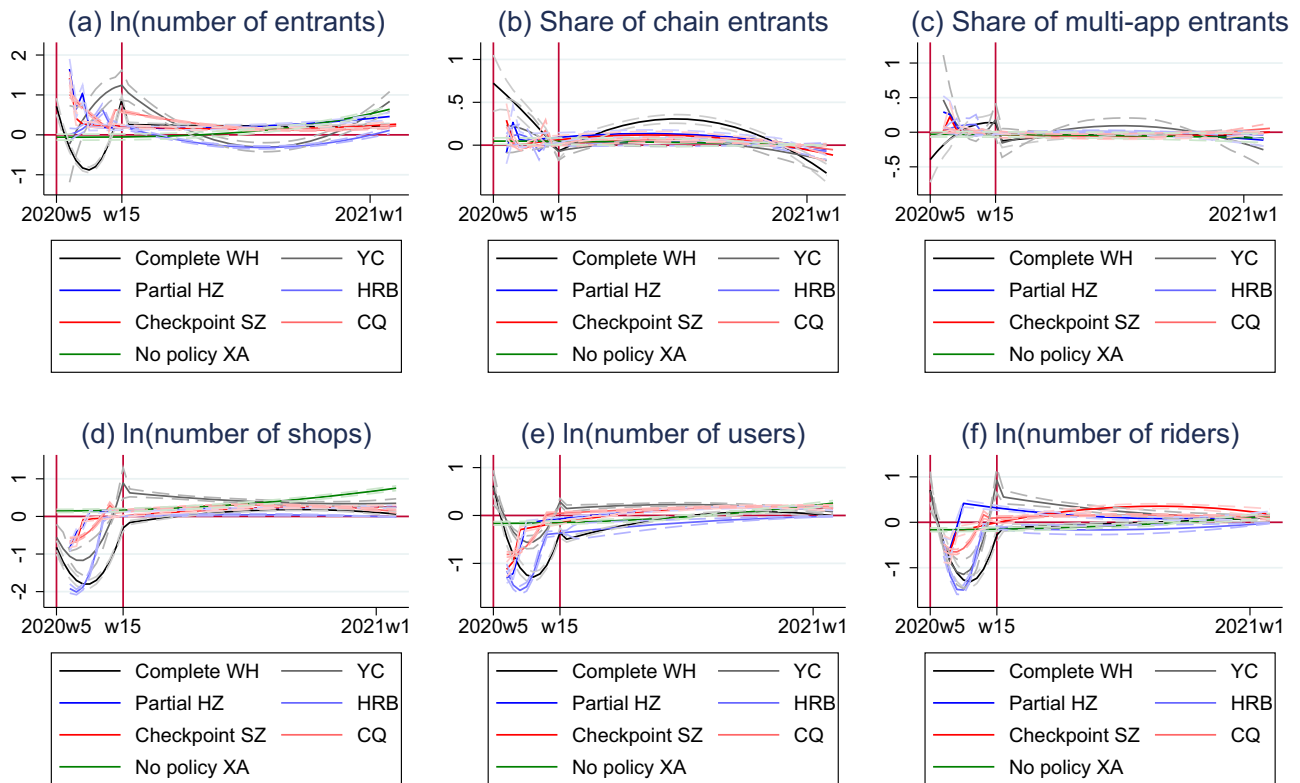 (a) ln(number of entrants)
(b) Share of chain entrants
(c) Share of multi-app entrants
2
1
0
-1
2020w5 w15 2021w1
1
.5
0
2020w5 w15 2021w1
1
.5
0
-.5
2020w5 w15 2021w1
Complete WH YC
Partial HZ HRB
Checkpoint SZ CQ
No policy XA
Complete WH YC
Partial HZ HRB
Checkpoint SZ CQ
No policy XA
Complete WH YC
Partial HZ HRB
Checkpoint SZ CQ
No policy XA
(d) ln(number of shops)
(e) ln(number of users)
(f) ln(number of riders)
1
0
-1
-2
2020w5 w15 2021w1
1
0
-1
2020w5 w15 2021w1
1
0
-1
2020w5 w15 2021w1
Complete WH YC
Partial HZ HRB
Checkpoint SZ CQ
No policy XA
Complete WH YC
Partial HZ HRB
Checkpoint SZ CQ
No policy XA
Complete WH YC
Partial HZ HRB
Checkpoint SZ CQ
No policy XA